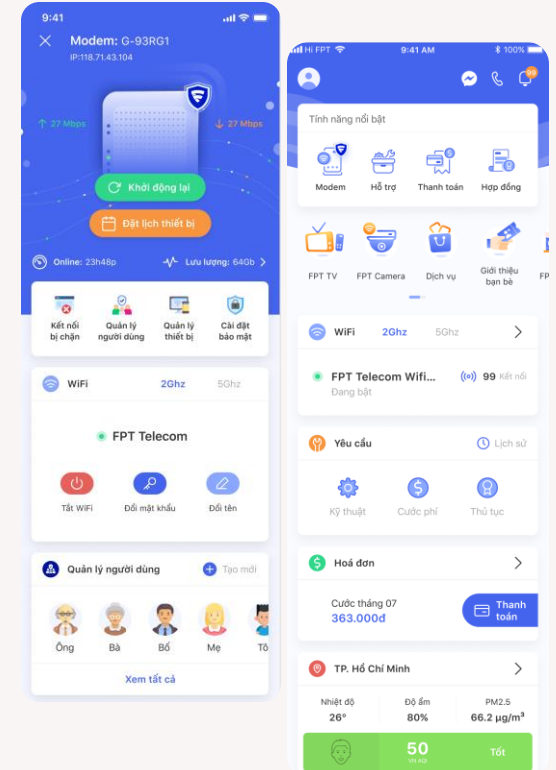 9:41
Modem: G-93RG1
IP:118.71.43.104
↑ 27 Mbps
↓ 27 Mbps
Khởi động lại
Đặt lịch thiết bị
Online: 23h48p
Lưu lượng: 64Gb
Kết nối
bị chặn
Quản lý
người dùng
Quản lý
thiết bị
Cài đặt
bảo mật
WiFi
2Ghz
5Ghz
FPT Telecom
Tắt WiFi
Đổi mật khẩu
Đổi tên
Quản lý người dùng
Tạo mới
Ông
Bà
Bố
Mẹ
Tô
Xem tất cả
Hi FPT
9:41 AM
100%
99
Tính năng nổi bật
Modem
Hỗ trợ
Thanh toán
Hợp đồng
FPT TV
FPT Camera
Dịch vụ
Giới thiệu
bạn bè
FP
WiFi
2Ghz
5Ghz
FPT Telecom Wifi...
99 Kết nối
Đang bật
Yêu cầu
Lịch sử
Kỹ thuật
Cước phí
Thủ tục
Hoá đơn
Cước tháng 07
363.000đ
Thanh
toán
TP. Hồ Chí Minh
Nhiệt độ
26°
Độ ẩm
80%
PM2.5
66.2 µg/m³
50
VN AQI
Tốt